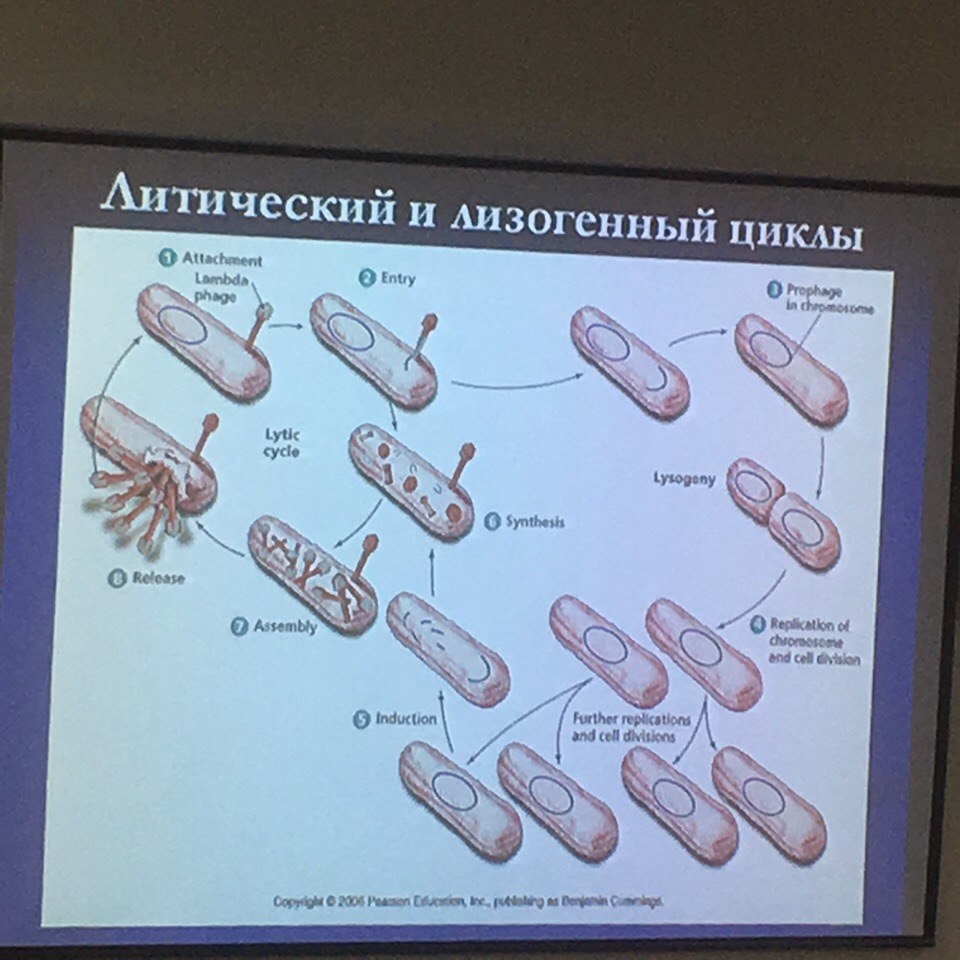 Литический и лизогенный циклы
1 Attachment
Lambda
phage
2 Entry
3 Prophage
in chromosome
Lytic
cycle
Lysogeny
6 Synthesis
8 Release
7 Assembly
4 Replication of
chromosome
and cell division
5 Induction
Further replications
and cell divisions
Copyright © 2006 Pearson Education, Inc., publishing as Benjamin Cummings.